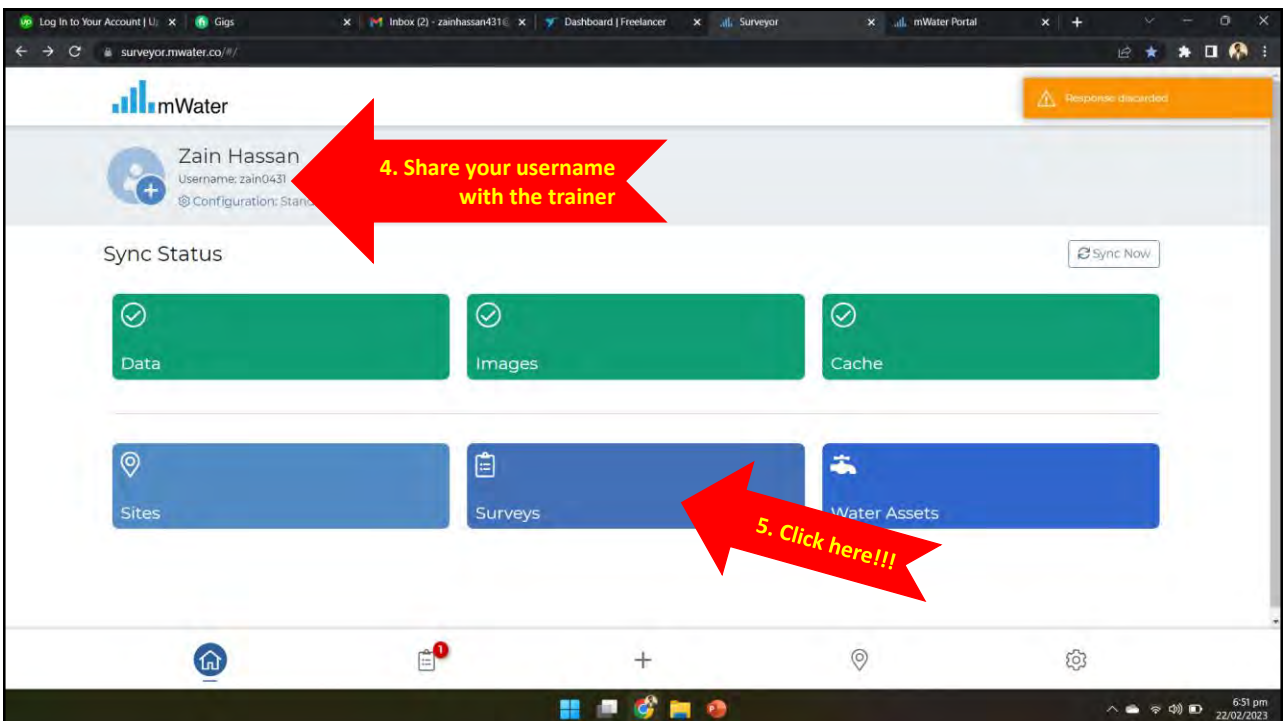 Log In to Your Account | U
Gigs
Inbox (2) - zainhassan431
Dashboard | Freelancer
Surveyor
mWater Portal
surveyor.mwater.co/#/
mWater
Response discarded
Zain Hassan
Username: zain0431
Configuration: Stan
4. Share your username
with the trainer
Sync Status
Sync Now
Data
Images
Cache
Sites
Surveys
Water Assets
5. Click here!!!
1
6:51 pm
22/02/2023